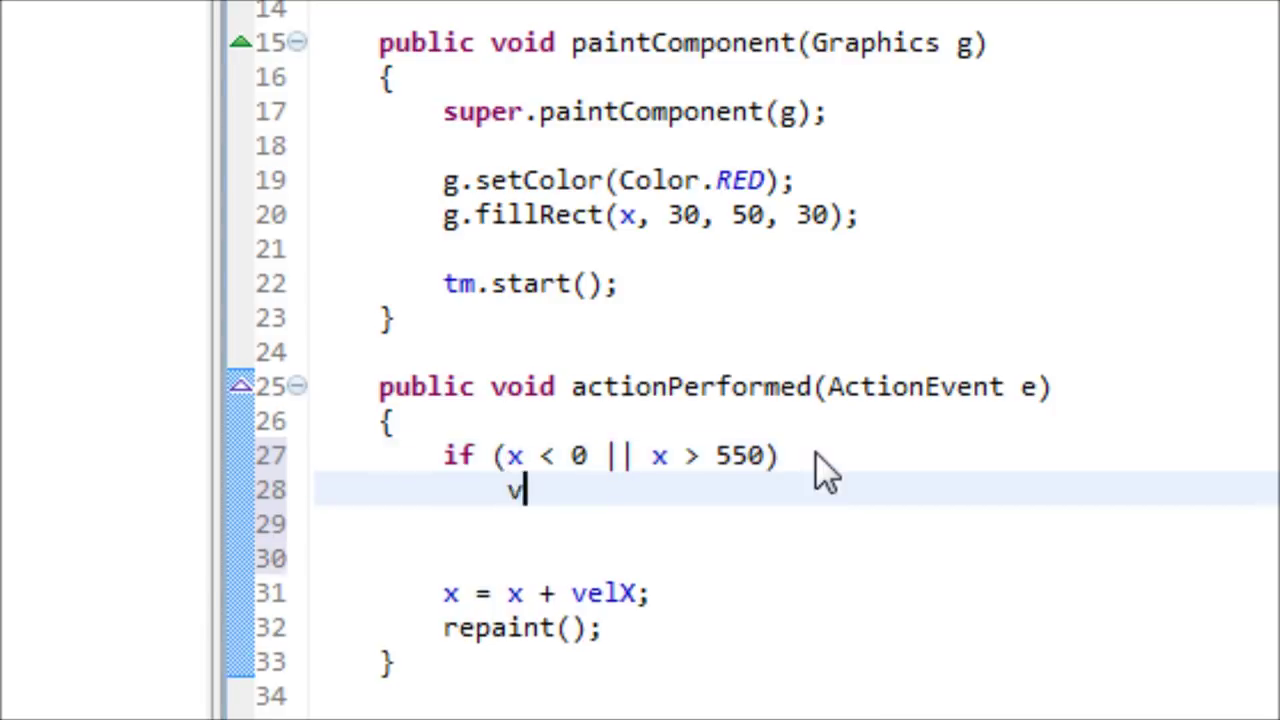 14
15 public void paintComponent(Graphics g)
16 {
17 super.paintComponent(g);
18
19 g.setColor(Color.RED);
20 g.fillRect(x, 30, 50, 30);
21
22 tm.start();
23 }
24
25 public void actionPerformed(ActionEvent e)
26 {
27 if (x < 0 || x > 550)
28 v
29
30
31 x = x + velX;
32 repaint();
33 }
34